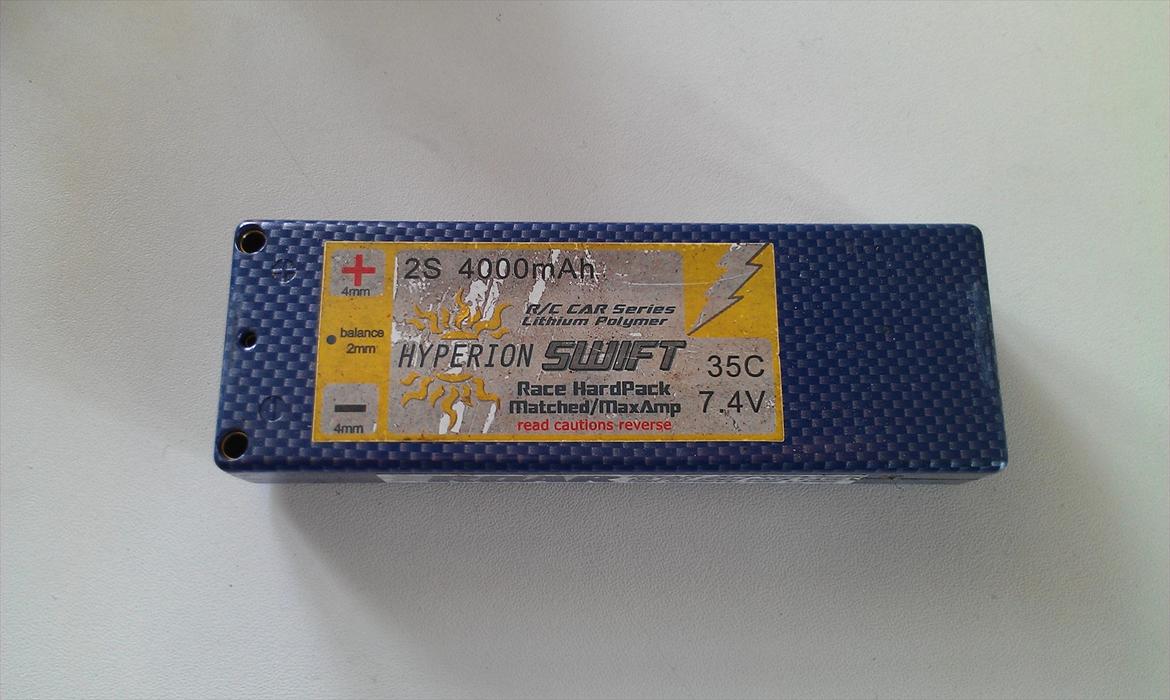 +
4mm
balance
2mm
-
4mm
2S 4000mAh
R/C CAR Series
Lithium Polymer
HYPERION SWIFT
35C
Race HardPack
Matched/MaxAmp
7.4V
read cautions reverse